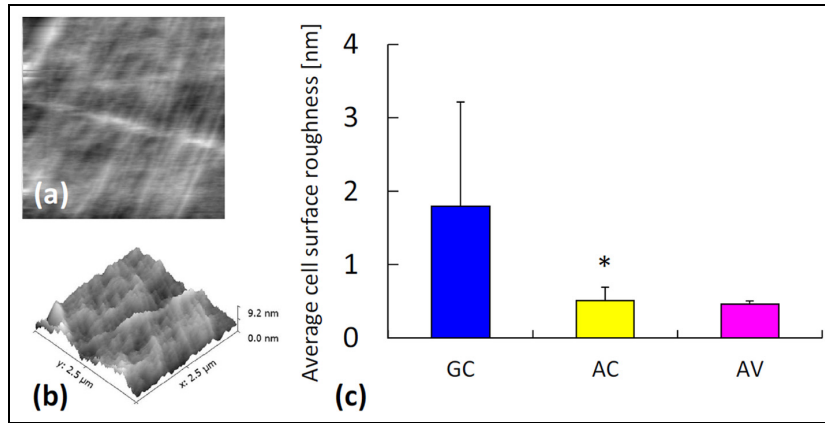 (a)
9.2 nm
0.0 nm
y: 2.5 µm
x: 2.5 µm
(b)
Average cell surface roughness [nm]
4
3
2
1
0
*
GC
AC
AV
(c)